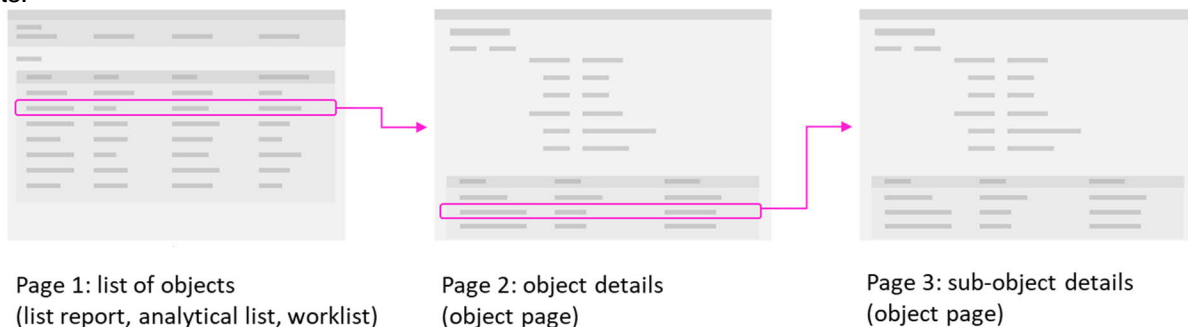 Page 1: list of objects
(list report, analytical list, worklist)
Page 2: object details
(object page)
Page 3: sub-object details
(object page)